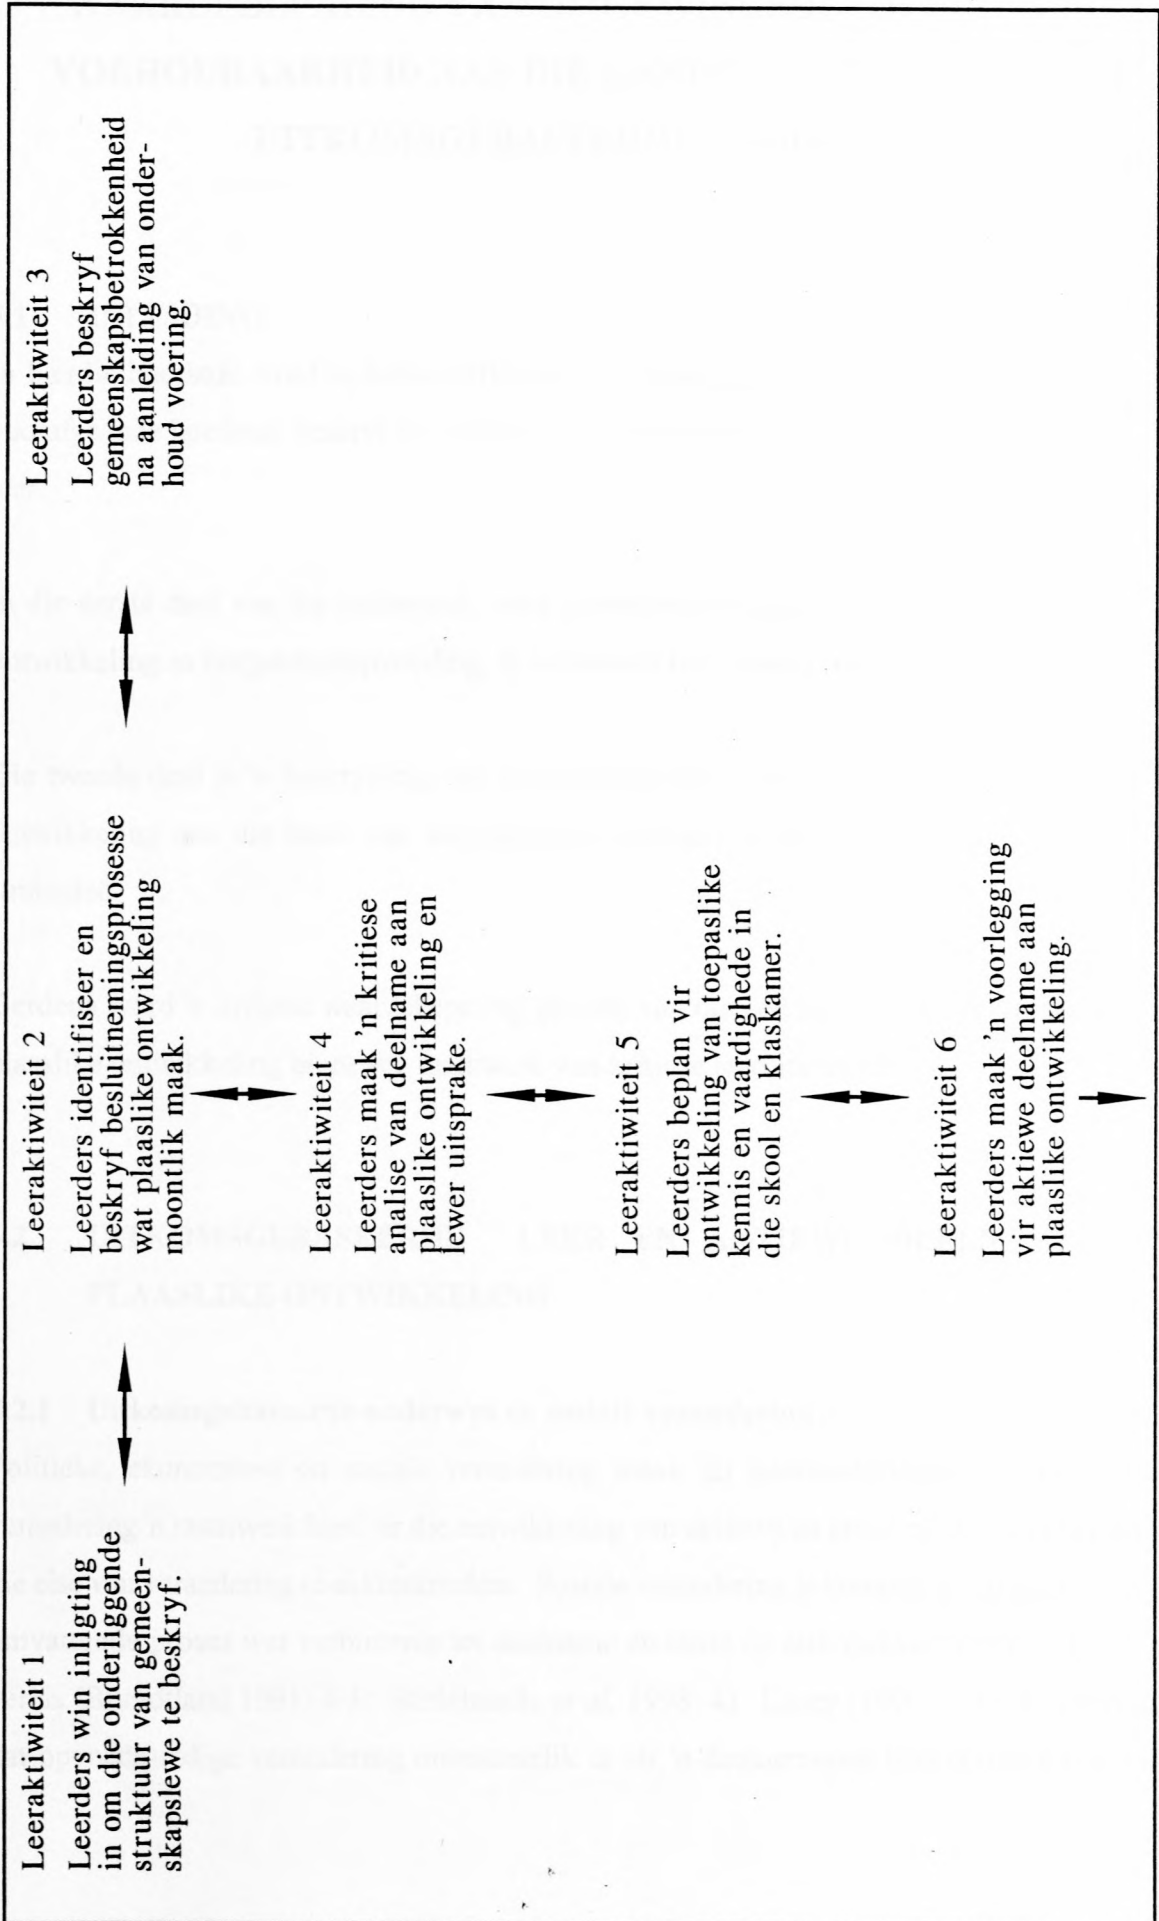 Leeraktiwiteit 1
Leerders win inligting
in om die onderliggende
struktuur van gemeen-
skapslewe te beskryf.
Leeraktiwiteit 2
Leerders identifiseer en
beskryf besluitnemingsprosesse
wat plaaslike ontwikkeling
moontlik maak.
Leeraktiwiteit 3
Leerders beskryf
gemeenskapsbetrokkenheid
na aanleiding van onder-
houd voering.
Leeraktiwiteit 4
Leerders maak 'n kritiese
analise van deelname aan
plaaslike ontwikkeling en
lewer uitsprake.
Leeraktiwiteit 5
Leerders beplan vir
ontwikkeling van toepaslike
kennis en vaardighede in
die skool en klaskamer.
Leeraktiwiteit 6
Leerders maak 'n voorlegging
vir aktiewe deelname aan
plaaslike ontwikkeling.